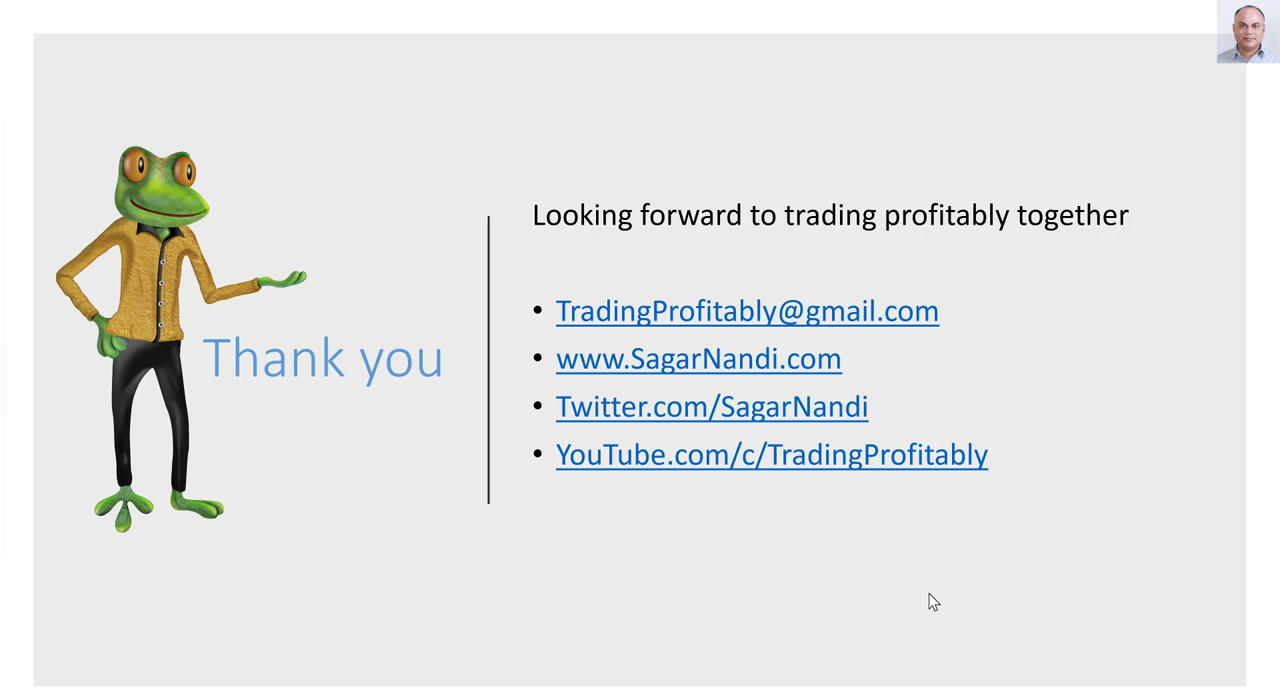 Thank you
Looking forward to trading profitably together
• TradingProfitably@gmail.com
• www.SagarNandi.com
• Twitter.com/SagarNandi
• YouTube.com/c/TradingProfitably